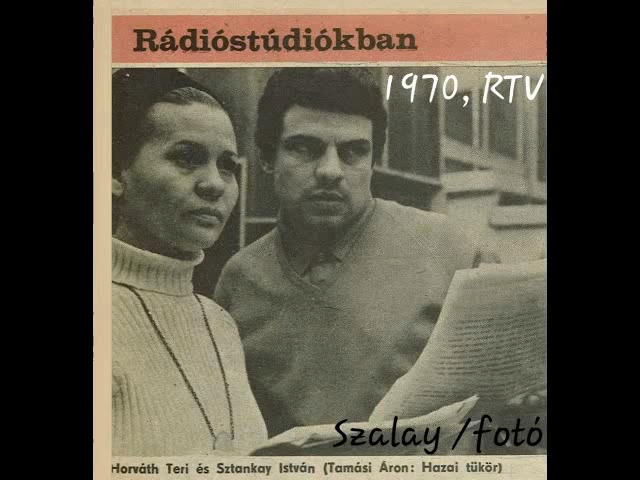 Rádióstúdiókban
1970, RTV
Szalay /fotó
Horváth Teri és Sztankay István (Tamási Áron: Hazai tükör)